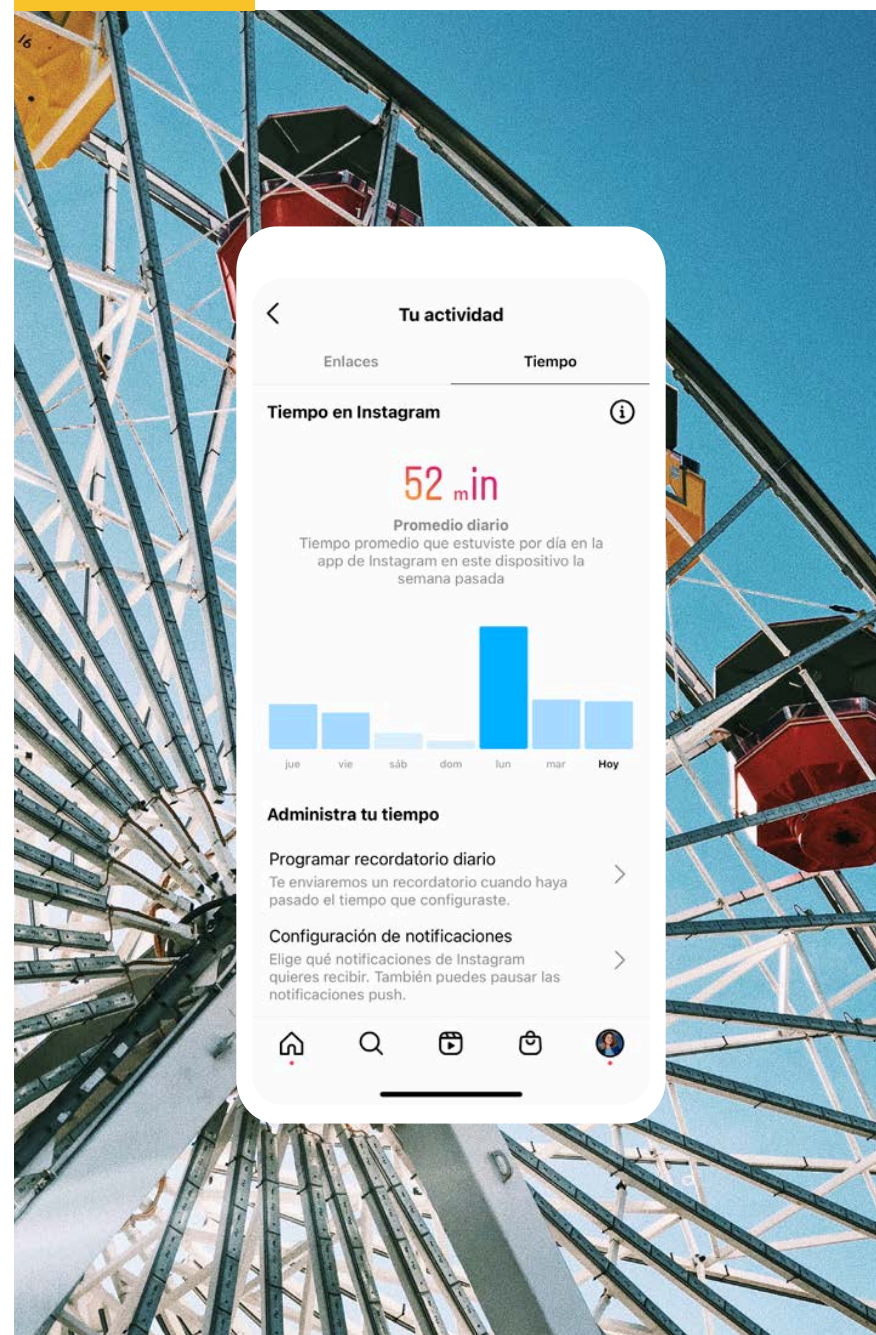 16
Tu actividad
Enlaces
Tiempo
Tiempo en Instagram
52 min
Promedio diario
Tiempo promedio que estuviste por día en la
app de Instagram en este dispositivo la
semana pasada
jue vie sáb dom lun mar Hoy
Administra tu tiempo
Programar recordatorio diario
Te enviaremos un recordatorio cuando haya
pasado el tiempo que configuraste.
Configuración de notificaciones
Elige qué notificaciones de Instagram
quieres recibir. También puedes pausar las
notificaciones push.
D